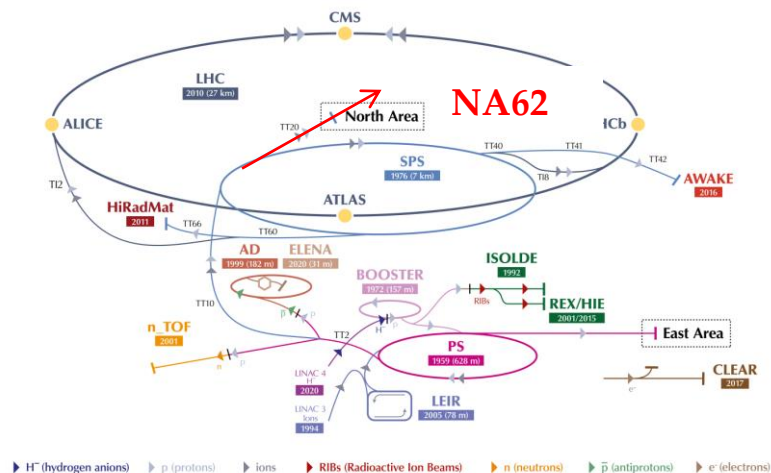 CMS
LHC
2010 (27 km)
NA62
North Area
TT20
ALICE
HCb
TT40
TT41
SPS
1976 (7 km)
TI8
TT42
TI2
AWAKE
2016
HiRadMat
2011
ATLAS
TT66
TT60
AD
1999 (182 m)
ELENA
2020 (31 m)
ISOLDE
1992
BOOSTER
1972 (157 m)
RIBs
REX/HIE
2001/2015
TT10
p̄
p
H⁻
p
n_TOF
2001
TT2
East Area
PS
1959 (628 m)
n
p
LINAC 4
H⁻
2020
CLEAR
2017
e⁻
LINAC 3
Ions
1994
LEIR
2005 (78 m)
H⁻ (hydrogen anions)
p (protons)
ions
RIBs (Radioactive Ion Beams)
n (neutrons)
p̄ (antiprotons)
e⁻ (electrons)